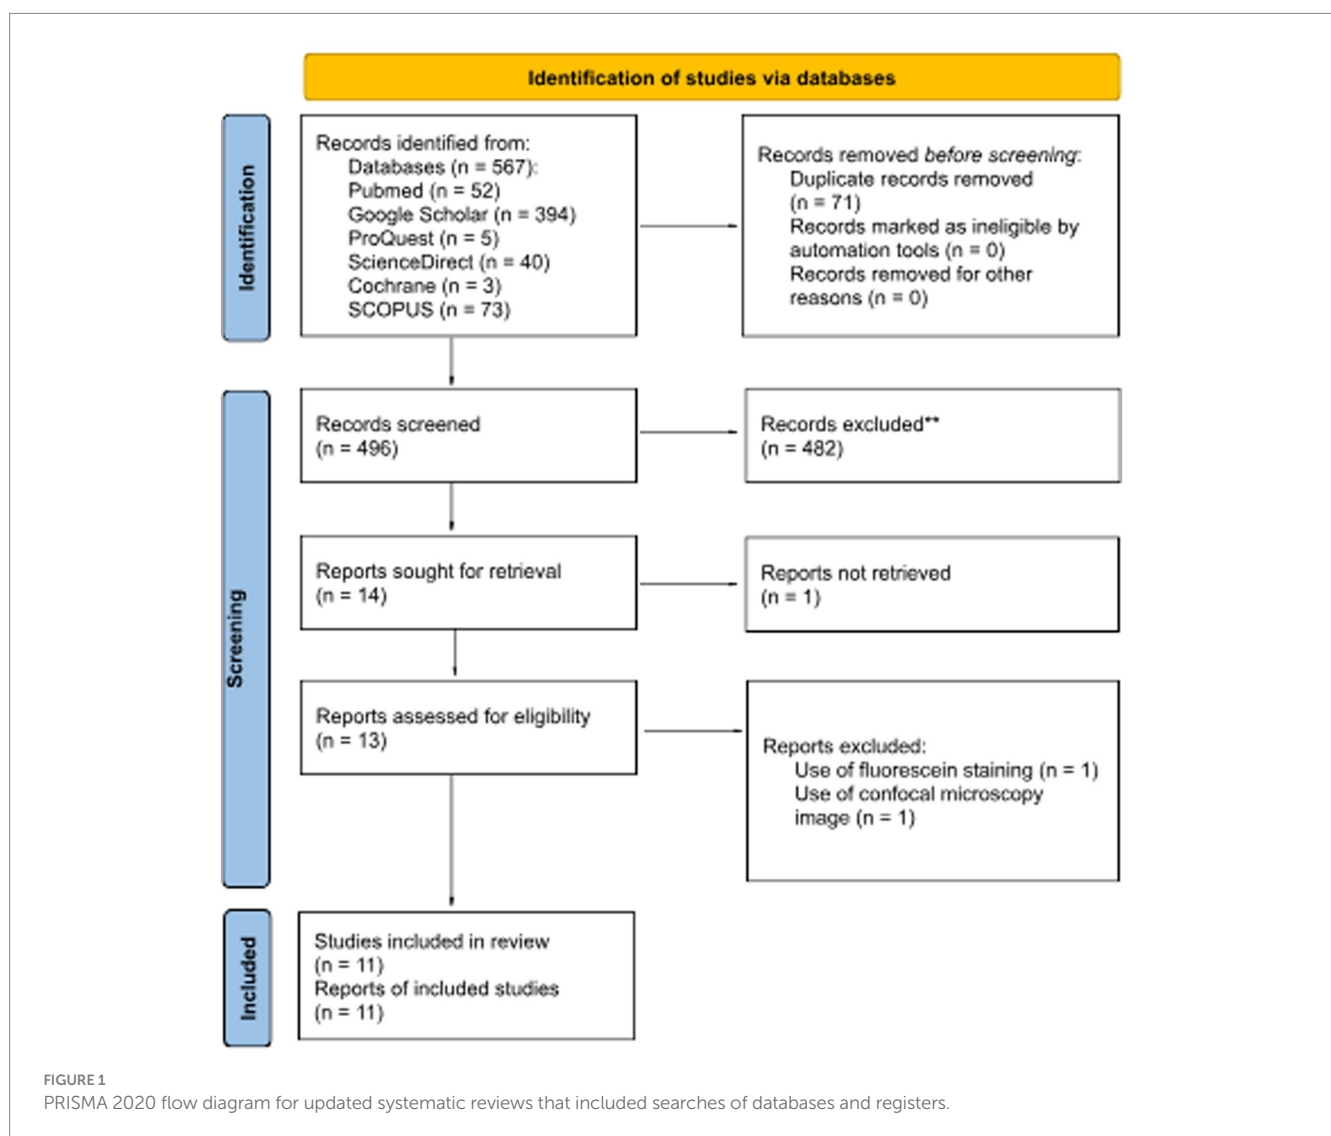 Identification of studies via databases
Identification
Records identified from:
Databases (n = 567):
Pubmed (n = 52)
Google Scholar (n = 394)
ProQuest (n = 5)
ScienceDirect (n = 40)
Cochrane (n = 3)
SCOPUS (n = 73)
Records removed before screening:
Duplicate records removed
(n = 71)
Records marked as ineligible by
automation tools (n = 0)
Records removed for other
reasons (n = 0)
Screening
Records screened
(n = 496)
Records excluded**
(n = 482)
Reports sought for retrieval
(n = 14)
Reports not retrieved
(n = 1)
Reports assessed for eligibility
(n = 13)
Reports excluded:
Use of fluorescein staining (n = 1)
Use of confocal microscopy
image (n = 1)
Included
Studies included in review
(n = 11)
Reports of included studies
(n = 11)
FIGURE 1
PRISMA 2020 flow diagram for updated systematic reviews that included searches of databases and registers.